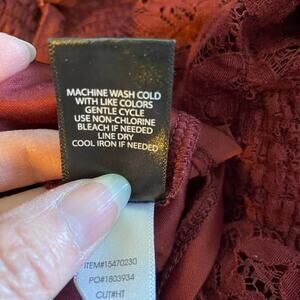 MACHINE WASH COLD
WITH LIKE COLORS
GENTLE CYCLE
USE NON-CHLORINE
BLEACH IF NEEDED
LINE DRY
COOL IRON IF NEEDED
ITEM#15470230
PO#1803934
CUT#HT